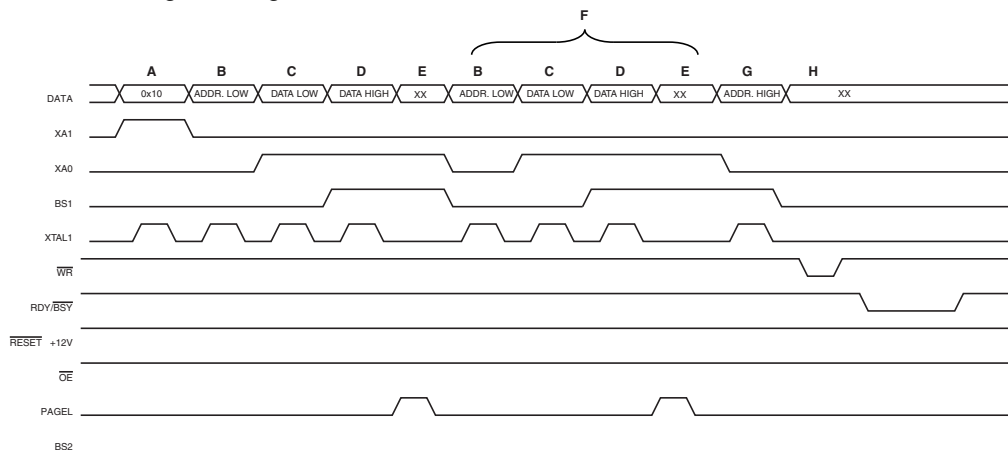 F
A B C D E B C D E G H
DATA 0x10 ADDR. LOW DATA LOW DATA HIGH XX ADDR. LOW DATA LOW DATA HIGH XX ADDR. HIGH XX
XA1
XA0
BS1
XTAL1
WR
RDY/BSY
RESET +12V
OE
PAGEL
BS2